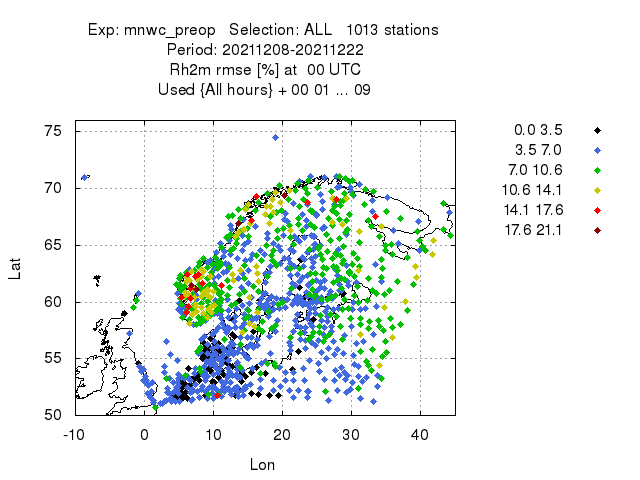 Exp: mnwc_preop   Selection: ALL   1013 stations
Period: 20211208-20211222
Rh2m rmse [%] at  00 UTC
Used {All hours} + 00 01 ... 09
0.0 3.5
3.5 7.0
7.0 10.6
10.6 14.1
14.1 17.6
17.6 21.1
75
70
65
60
55
50
Lat
-10 0 10 20 30 40
Lon